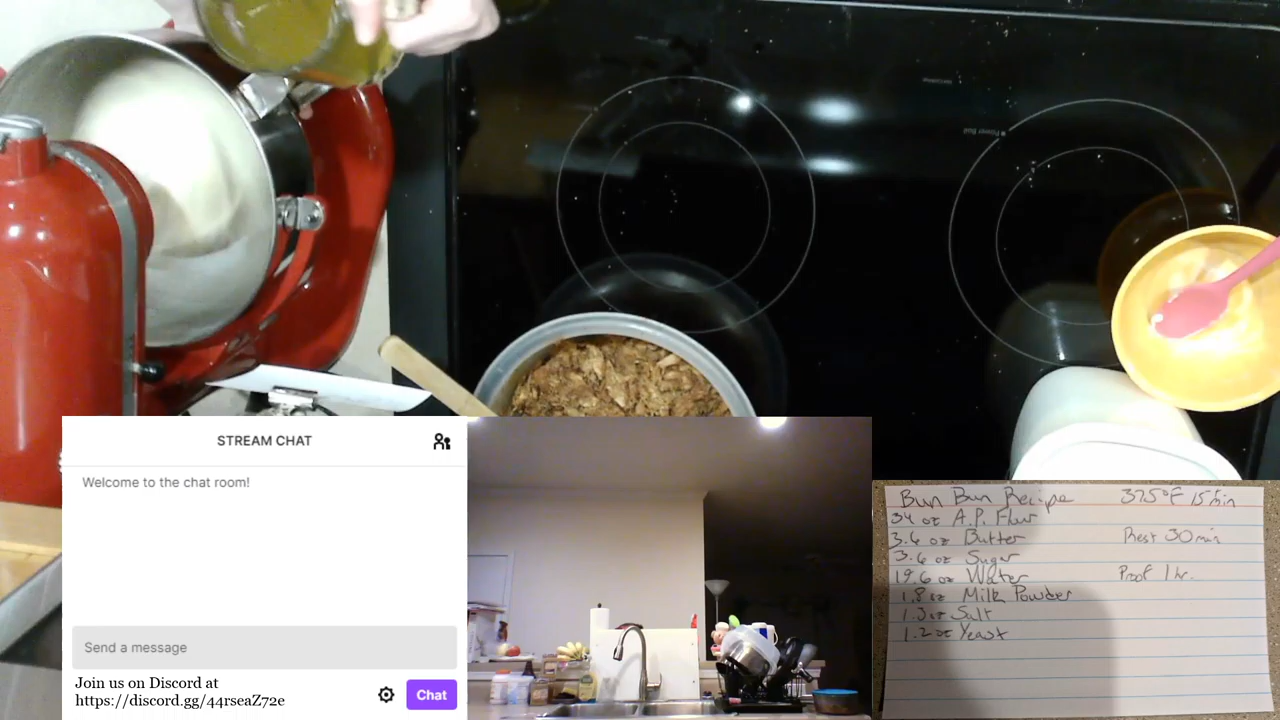 Power Boil
STREAM CHAT
Welcome to the chat room!
Send a message
Join us on Discord at
https://discord.gg/44rseaZ72e
Chat
Bun Bun Recipe 375°F 15 min
34 oz A.P. Flour
3.6 oz Butter Rest 30 min
3.6 oz Sugar
19.6 oz Water Proof 1 hr.
1.8 oz Milk Powder
1.3 oz Salt
1.2 oz Yeast